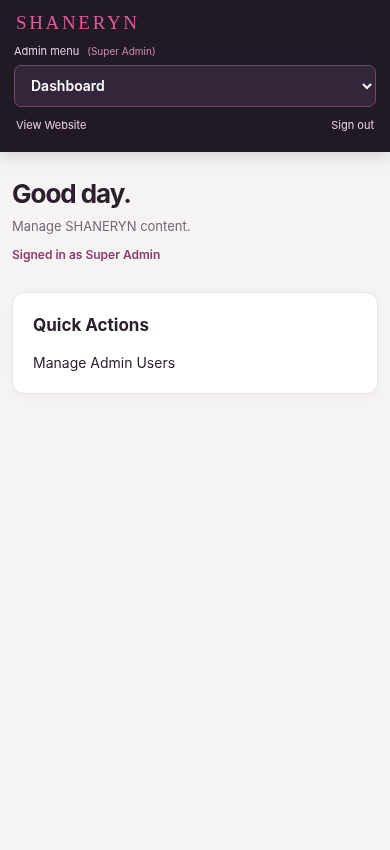 SHANERYN
Admin menu (Super Admin)
Dashboard
View Website Sign out
Good day.
Manage SHANERYN content.
Signed in as Super Admin
Quick Actions
Manage Admin Users